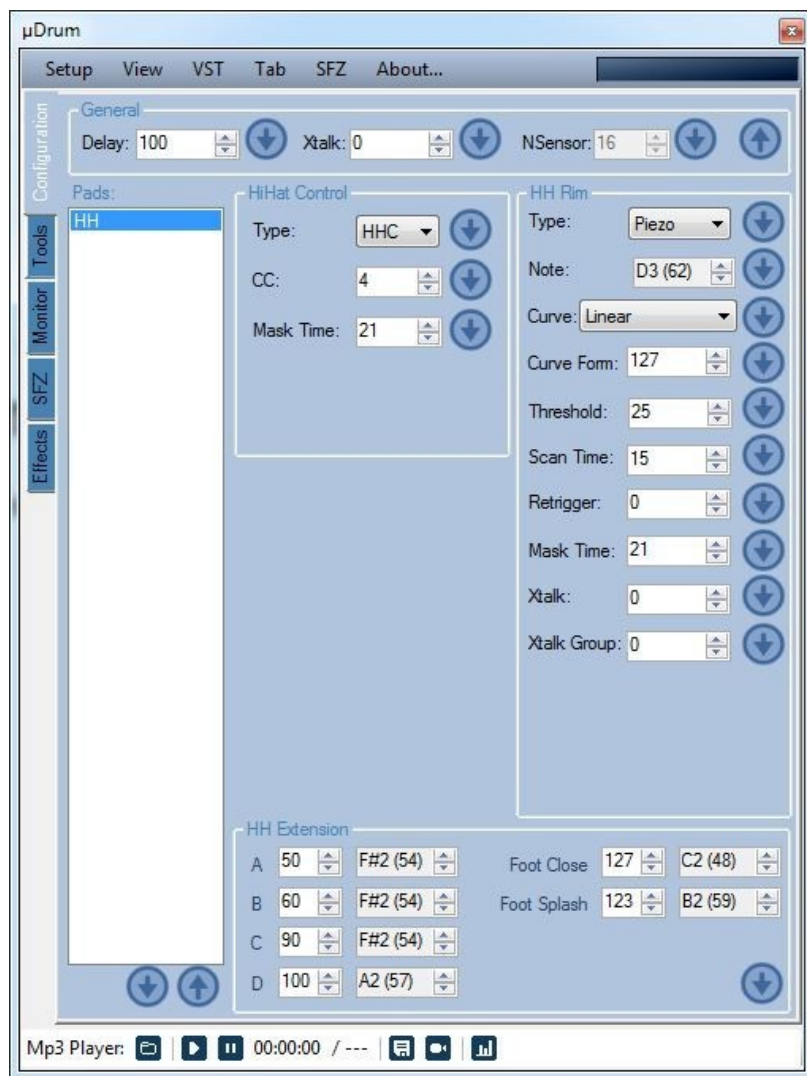 µDrum
Setup View VST Tab SFZ About...
Configuration
Tools
Monitor
SFZ
Effects
General
Delay: 100 Xtalk: 0 NSensor: 16
Pads:
HH
HiHat Control
Type: HHC
CC: 4
Mask Time: 21
HH Rim
Type: Piezo
Note: D3 (62)
Curve: Linear
Curve Form: 127
Threshold: 25
Scan Time: 15
Retrigger: 0
Mask Time: 21
Xtalk: 0
Xtalk Group: 0
HH Extension
A 50 F#2 (54) Foot Close 127 C2 (48)
B 60 F#2 (54) Foot Splash 123 B2 (59)
C 90 F#2 (54)
D 100 A2 (57)
Mp3 Player: 00:00:00 / ---